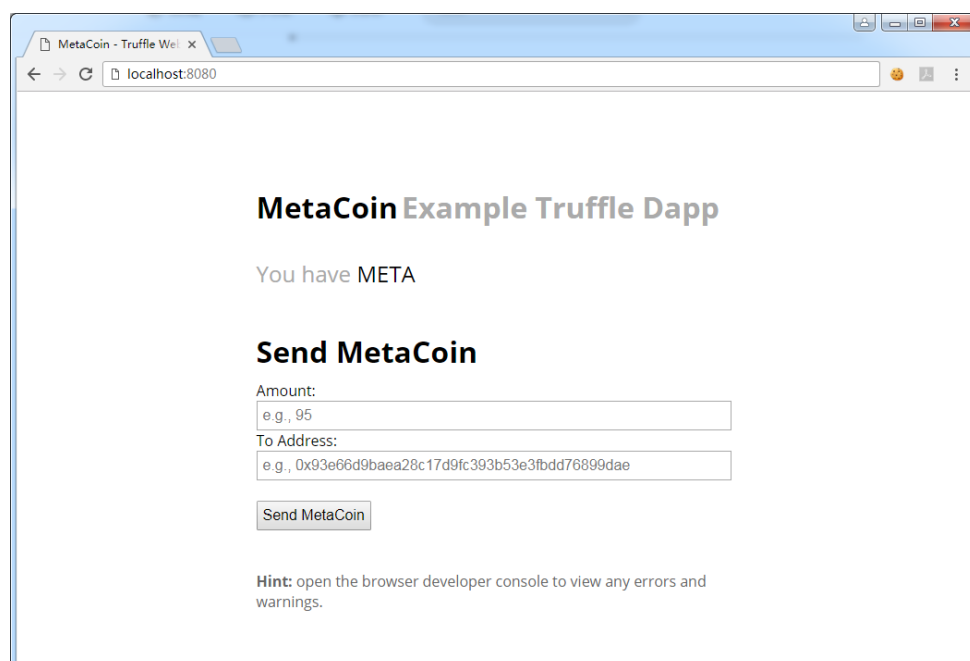 MetaCoin - Truffle Wel
localhost:8080
MetaCoin Example Truffle Dapp
You have META
Send MetaCoin
Amount:
e.g., 95
To Address:
e.g., 0x93e66d9baea28c17d9fc393b53e3fbdd76899dae
Send MetaCoin
Hint: open the browser developer console to view any errors and
warnings.